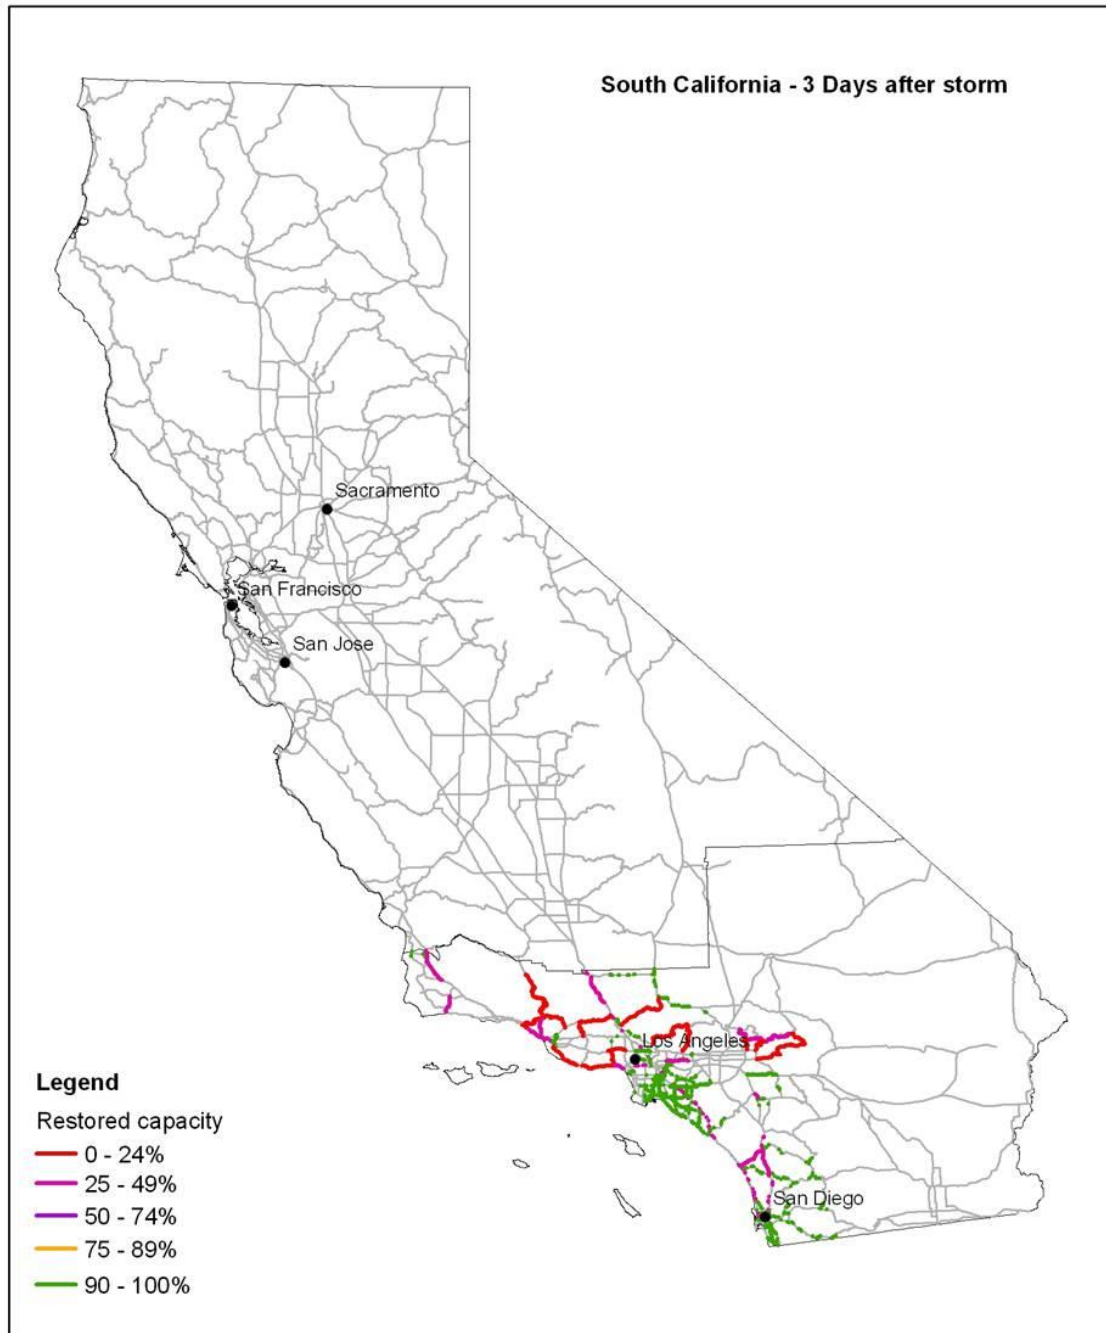 South California - 3 Days after storm
Sacramento
San Francisco
San Jose
Los Angeles
San Diego
Legend
Restored capacity
0 - 24%
25 - 49%
50 - 74%
75 - 89%
90 - 100%